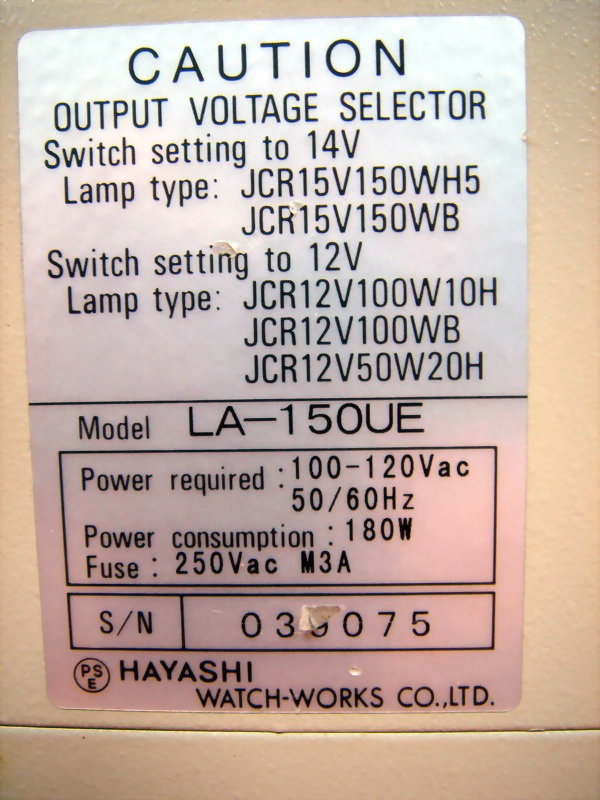 CAUTION
OUTPUT VOLTAGE SELECTOR
Switch setting to 14V
Lamp type: JCR15V150WH5
JCR15V150WB
Switch setting to 12V
Lamp type: JCR12V100W10H
JCR12V100WB
JCR12V50W20H
Model LA-150UE
Power required : 100-120Vac
50/60Hz
Power consumption : 180W
Fuse : 250Vac M3A
S/N
PSE HAYASHI
WATCH-WORKS CO.,LTD.